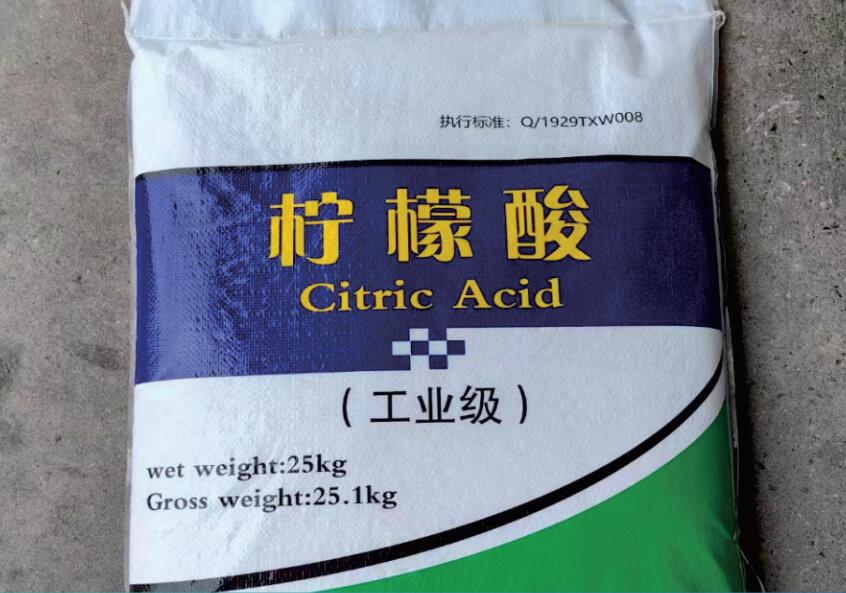 执行标准：Q/1929TXW008
柠檬酸
Citric Acid
（工业级）
wet weight:25kg
Gross weight:25.1kg